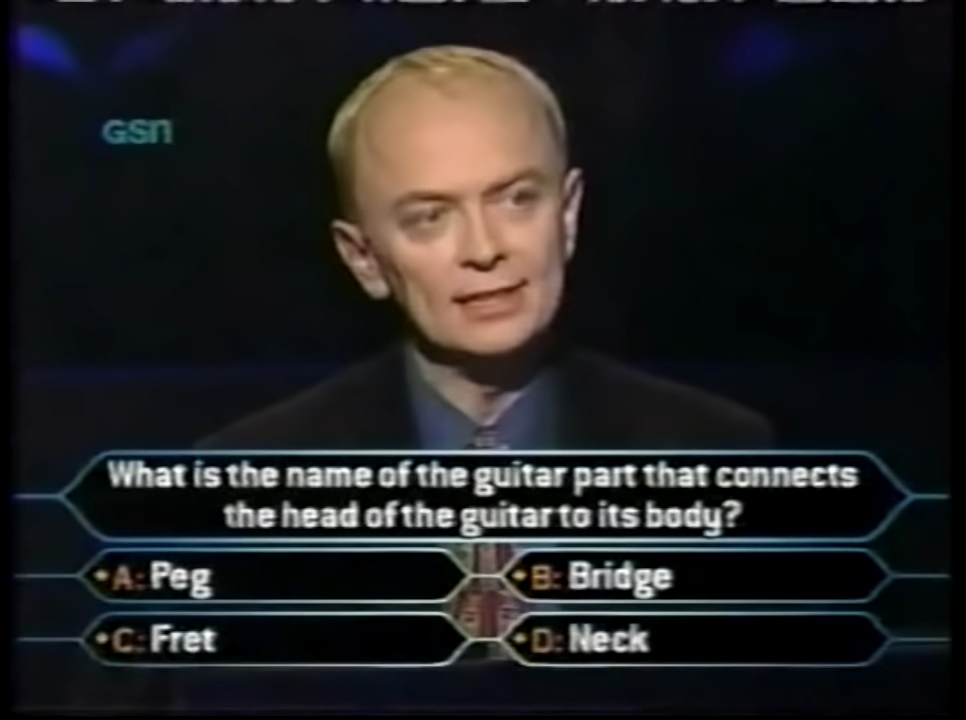 GSN
What is the name of the guitar part that connects
the head of the guitar to its body?
A: Peg
B: Bridge
C: Fret
D: Neck